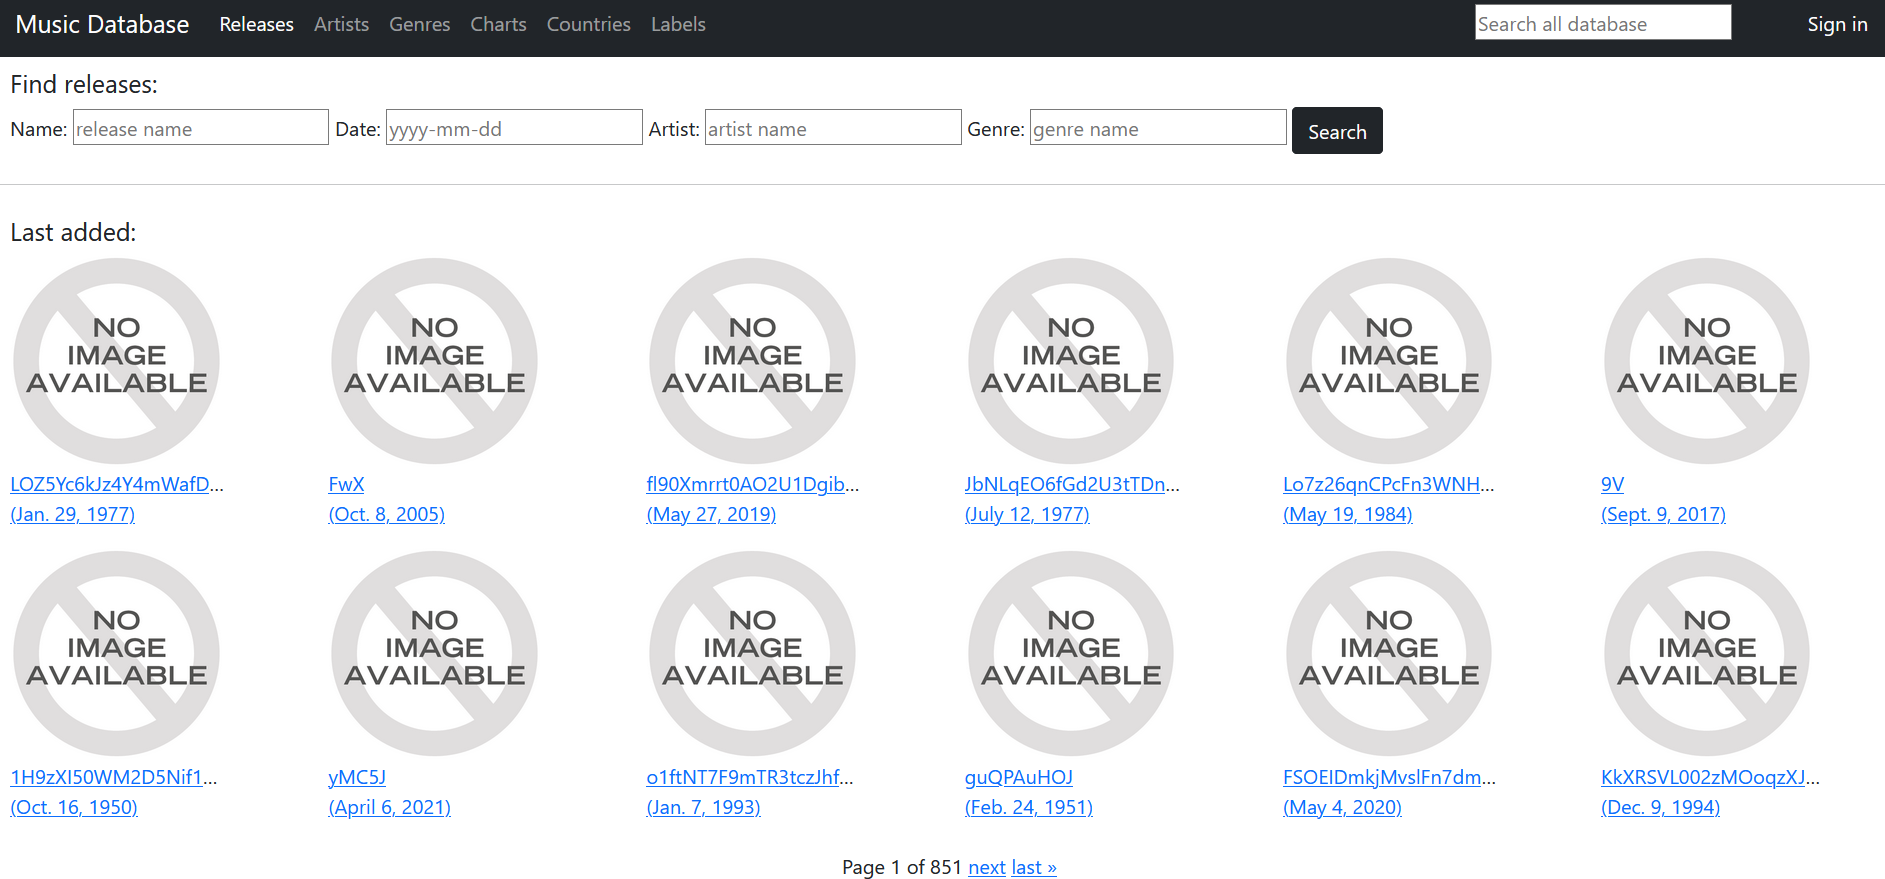 Music Database Releases Artists Genres Charts Countries Labels Search all database Sign in
Find releases:
Name: release name Date: yyyy-mm-dd Artist: artist name Genre: genre name Search
Last added:
NO IMAGE AVAILABLE NO IMAGE AVAILABLE NO IMAGE AVAILABLE NO IMAGE AVAILABLE NO IMAGE AVAILABLE NO IMAGE AVAILABLE
LOZ5Yc6kJz4Y4mWafD... FwX fl90Xmrrt0AO2U1Dgib... JbNLqEO6fGd2U3tTDn... Lo7z26qnCPcFn3WNH... 9V
(Jan. 29, 1977) (Oct. 8, 2005) (May 27, 2019) (July 12, 1977) (May 19, 1984) (Sept. 9, 2017)
NO IMAGE AVAILABLE NO IMAGE AVAILABLE NO IMAGE AVAILABLE NO IMAGE AVAILABLE NO IMAGE AVAILABLE NO IMAGE AVAILABLE
1H9zXI50WM2D5Nif1... yMC5J o1ftNT7F9mTR3tczJhf... guQPAuHOJ FSOEIDmkjMvslFn7dm... KkXRSVL002zMOoqzXJ...
(Oct. 16, 1950) (April 6, 2021) (Jan. 7, 1993) (Feb. 24, 1951) (May 4, 2020) (Dec. 9, 1994)
Page 1 of 851 next last »